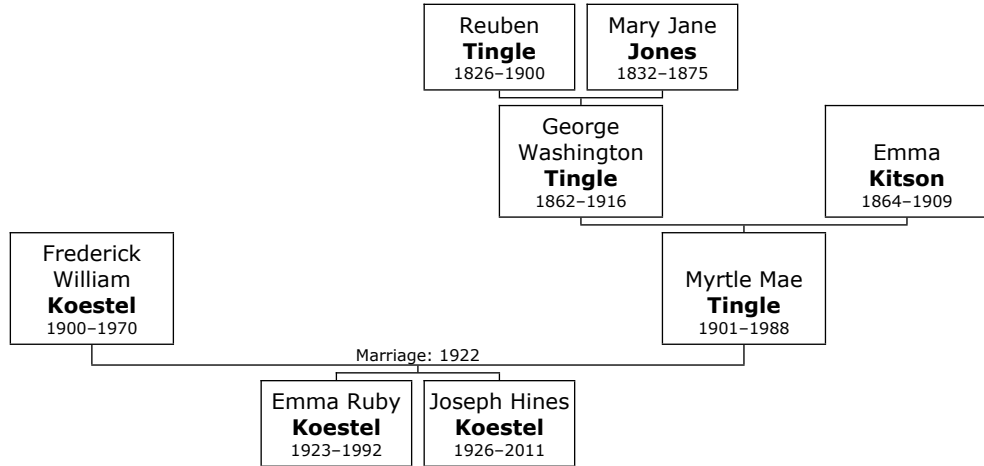 Reuben
Tingle
1826–1900
Mary Jane
Jones
1832–1875
George
Washington
Tingle
1862–1916
Emma
Kitson
1864–1909
Frederick
William
Koestel
1900–1970
Myrtle Mae
Tingle
1901–1988
Marriage: 1922
Emma Ruby
Koestel
1923–1992
Joseph Hines
Koestel
1926–2011